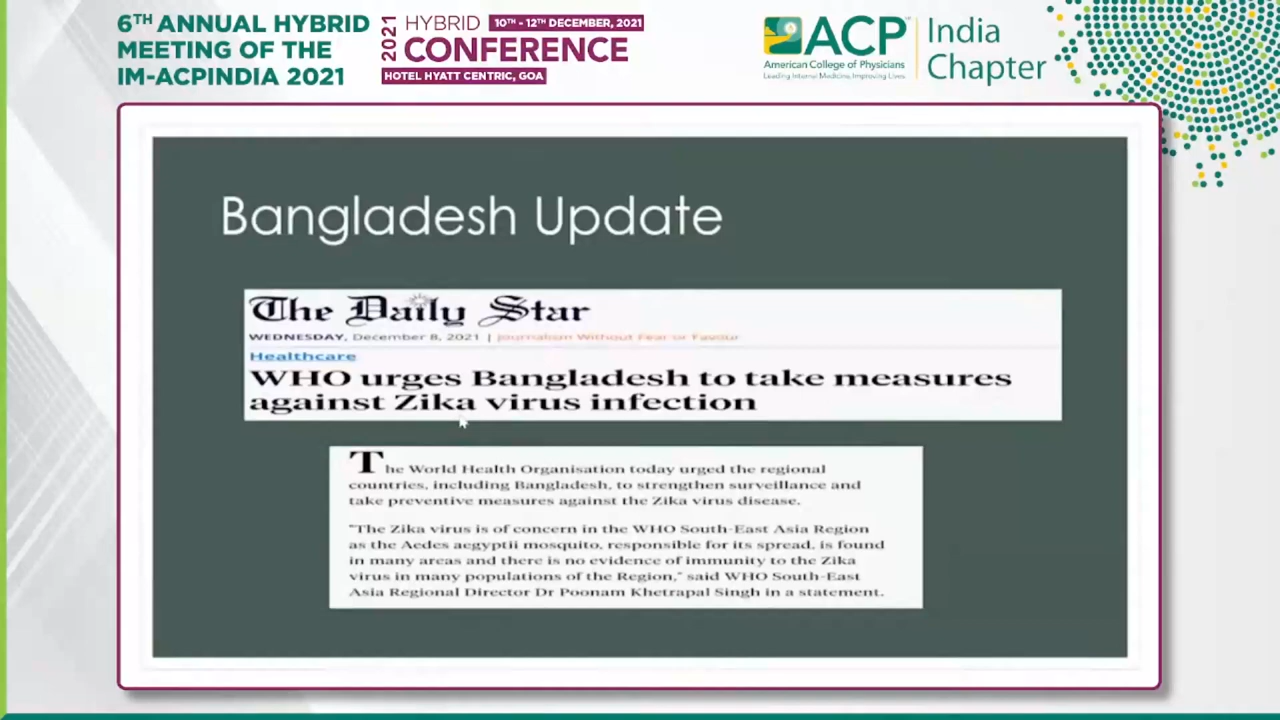 6TH ANNUAL HYBRID
MEETING OF THE
IM-ACPINDIA 2021
2021
HYBRID
10TH - 12TH DECEMBER, 2021
CONFERENCE
HOTEL HYATT CENTRIC, GOA
ACP
American College of Physicians
Leading Internal Medicine, Improving Lives
India
Chapter
Bangladesh Update
The Daily Star
WEDNESDAY, December 8, 2021 | Journalism Without Fear or Favour
Healthcare
WHO urges Bangladesh to take measures
against Zika virus infection
The World Health Organisation today urged the regional
countries, including Bangladesh, to strengthen surveillance and
take preventive measures against the Zika virus disease.
"The Zika virus is of concern in the WHO South-East Asia Region
as the Aedes aegyptii mosquito, responsible for its spread, is found
in many areas and there is no evidence of immunity to the Zika
virus in many populations of the Region," said WHO South-East
Asia Regional Director Dr Poonam Khetrapal Singh in a statement.